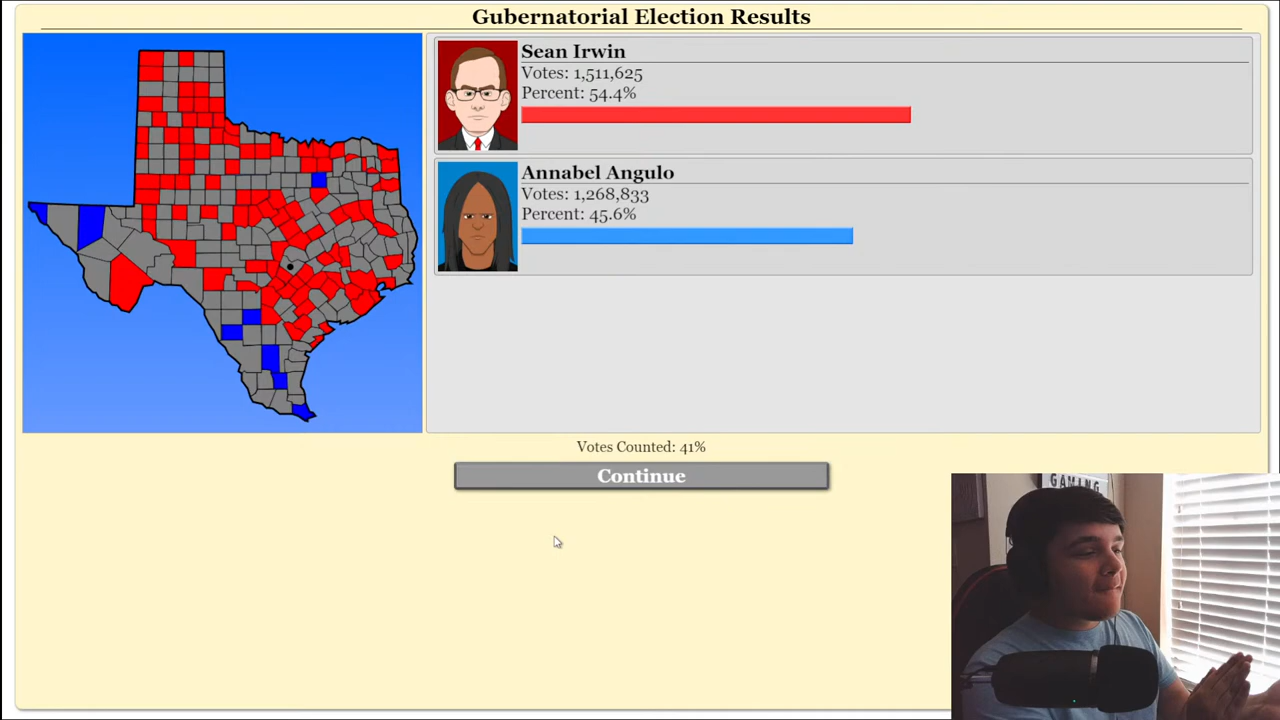 Gubernatorial Election Results
Sean Irwin
Votes: 1,511,625
Percent: 54.4%
Annabel Angulo
Votes: 1,268,833
Percent: 45.6%
Votes Counted: 41%
Continue
GAMING